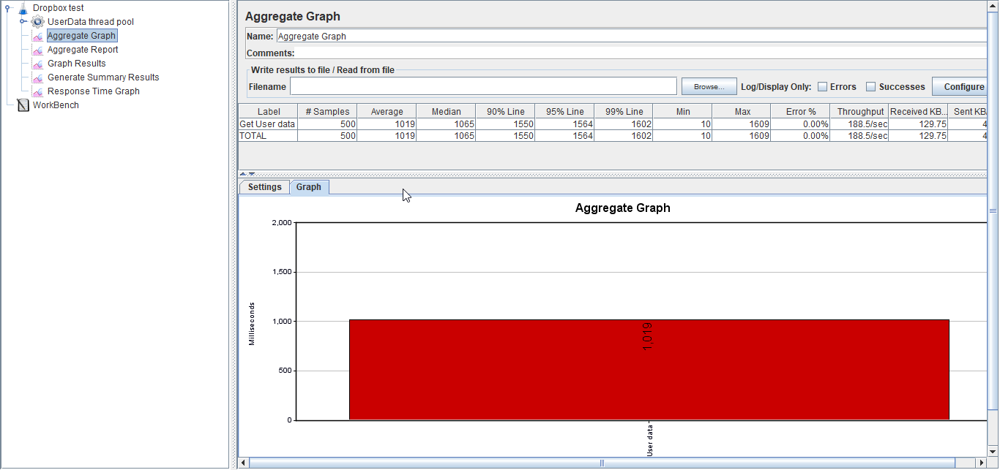 Dropbox test
UserData thread pool
Aggregate Graph
Aggregate Report
Graph Results
Generate Summary Results
Response Time Graph
WorkBench
Aggregate Graph
Name: Aggregate Graph
Comments:
Write results to file / Read from file
Filename Browse... Log/Display Only: Errors Successes Configure
Label # Samples Average Median 90% Line 95% Line 99% Line Min Max Error % Throughput Received KB... Sent KB
Get User data 500 1019 1065 1550 1564 1602 10 1609 0.00% 188.5/sec 129.75 4
TOTAL 500 1019 1065 1550 1564 1602 10 1609 0.00% 188.5/sec 129.75 4
Settings Graph
Aggregate Graph
2,000
1,500
1,000
500
0
Milliseconds
1,019
User data